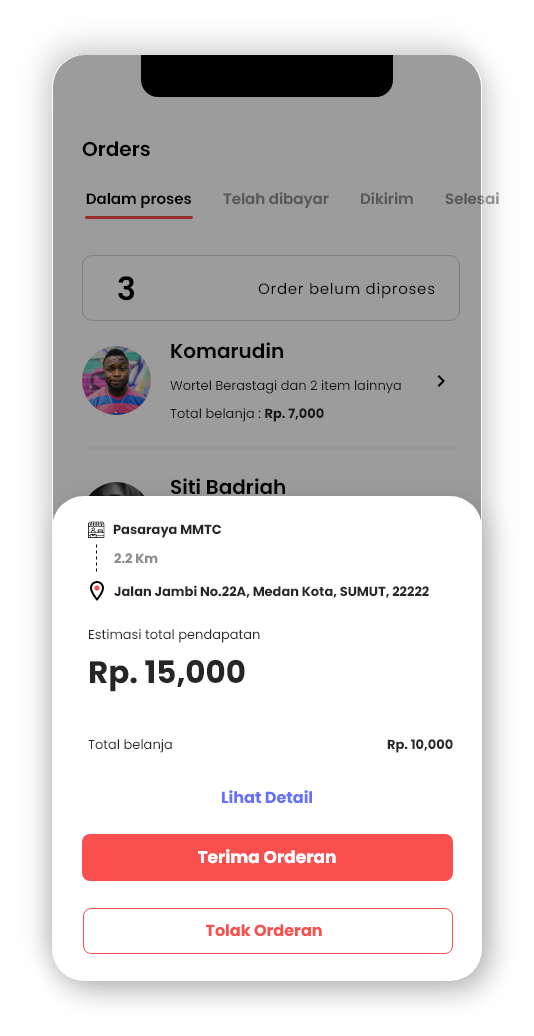 Orders
Dalam proses Telah dibayar Dikirim Selesai
3 Order belum diproses
Komarudin
Wortel Berastagi dan 2 item lainnya
Total belanja : Rp. 7,000
Siti Badriah
Pasaraya MMTC
2.2 Km
Jalan Jambi No.22A, Medan Kota, SUMUT, 22222
Estimasi total pendapatan
Rp. 15,000
Total belanja Rp. 10,000
Lihat Detail
Terima Orderan
Tolak Orderan